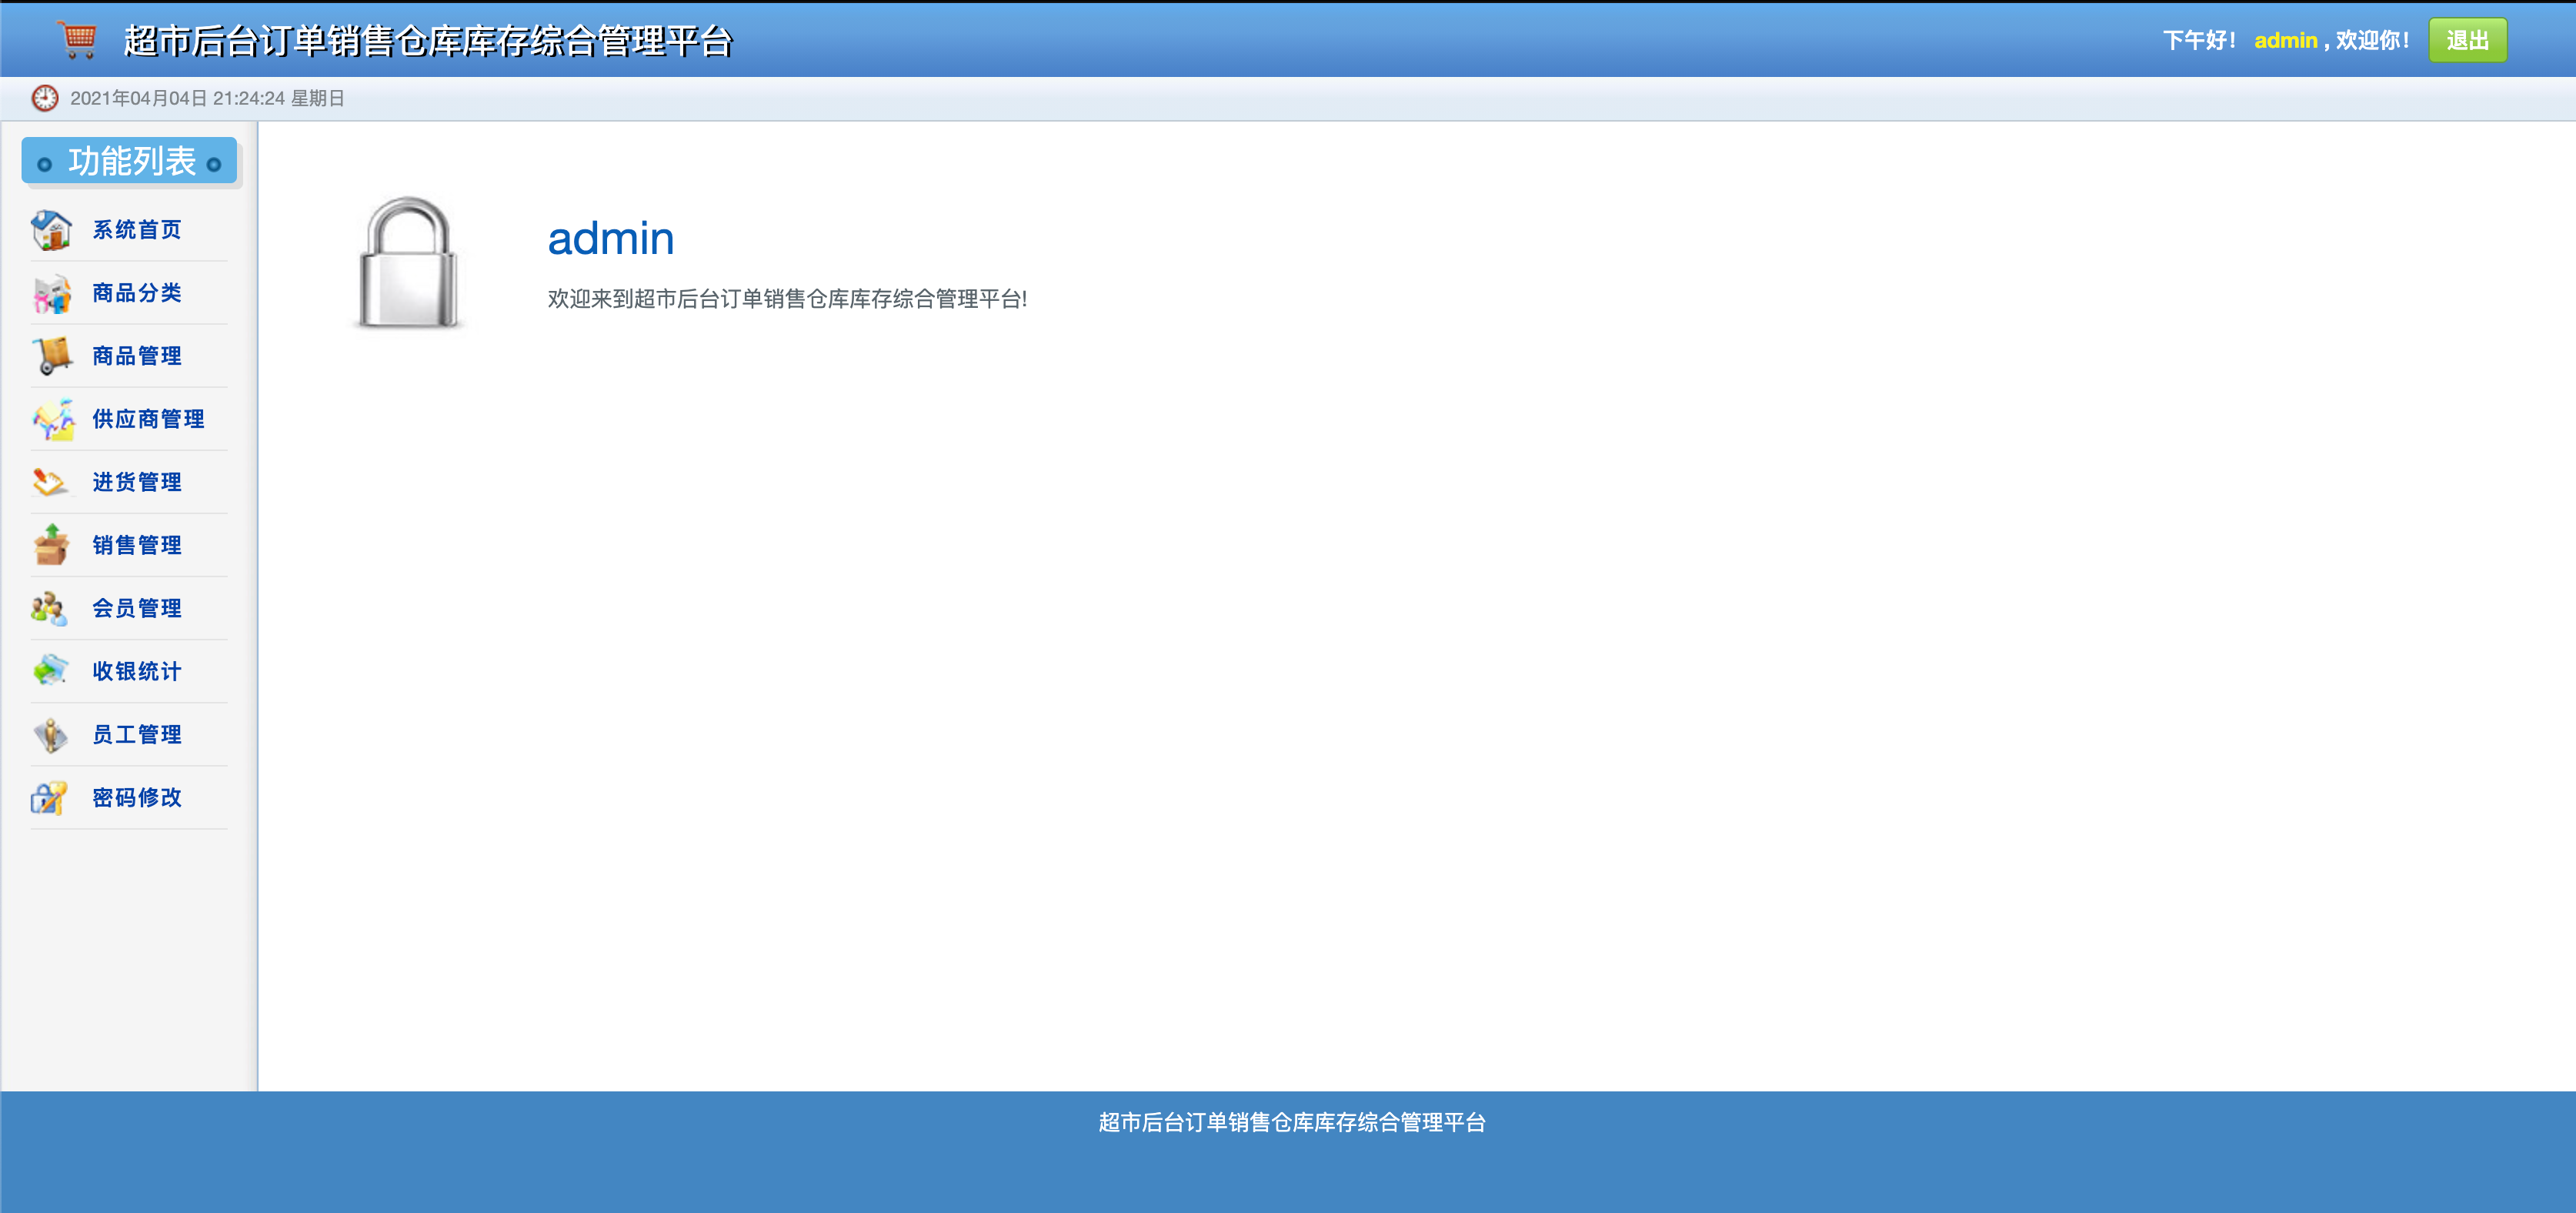 超市后台订单销售仓库库存综合管理平台
下午好! admin , 欢迎你! 退出
2021年04月04日 21:24:24 星期日
功能列表
系统首页
商品分类
商品管理
供应商管理
进货管理
销售管理
会员管理
收银统计
员工管理
密码修改
admin
欢迎来到超市后台订单销售仓库库存综合管理平台!
超市后台订单销售仓库库存综合管理平台